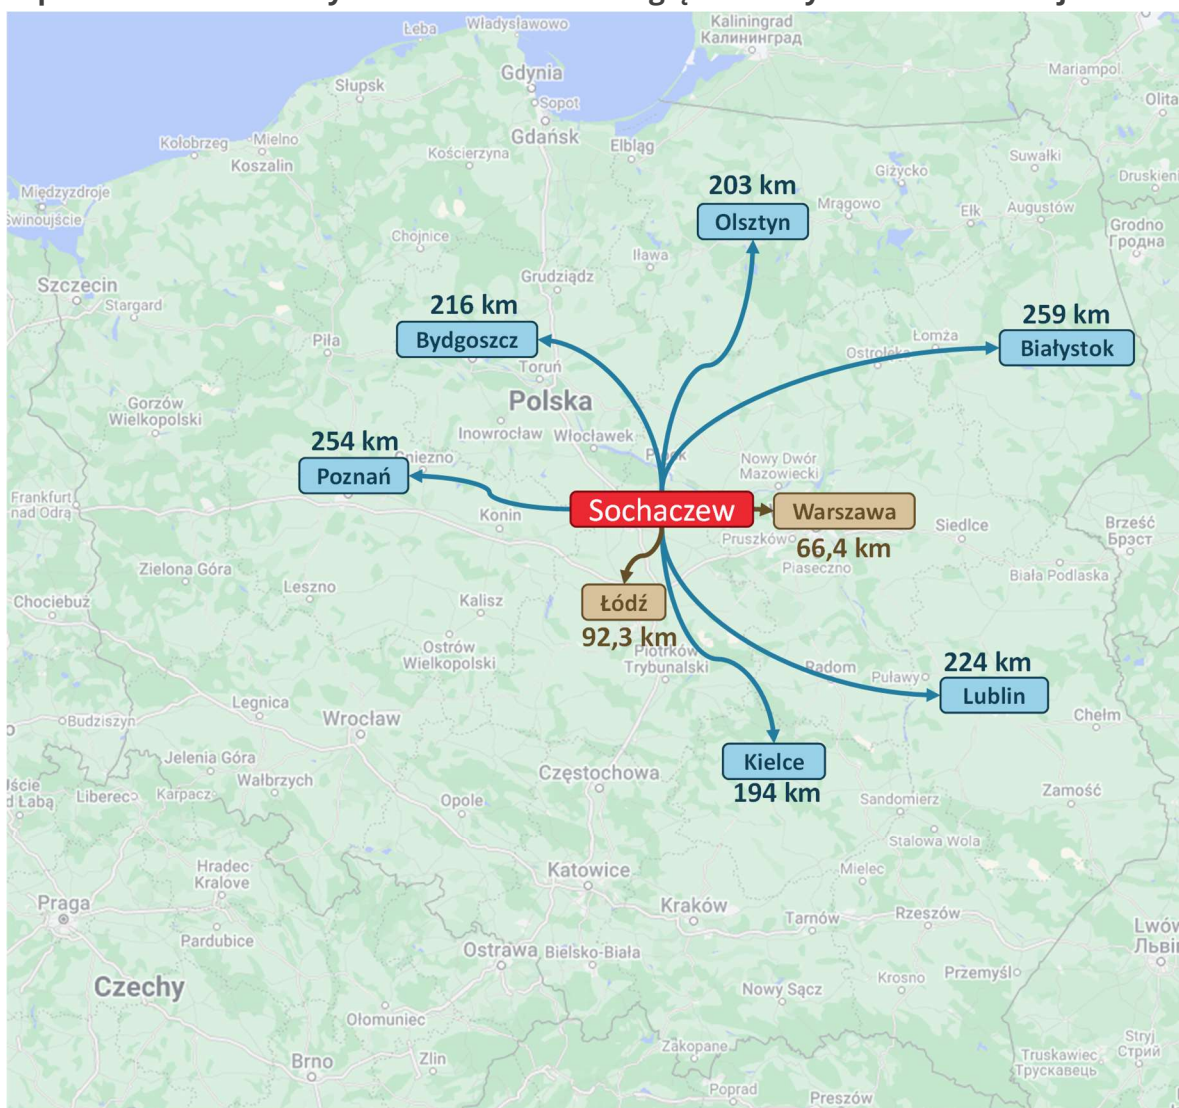 Łeba
Władysławowo
Kaliningrad
Калининград
Gdynia
Mariampol
Słupsk
Sopot
Olita
Gdańsk
Kołobrzeg
Mielno
Koszalin
Kościerzyna
Elbląg
Suwałki
Giżycko
Druskieni
Międzyzdroje
Świnoujście
203 km
Olsztyn
Mrągowo
Ełk
Augustów
Grodno
Гродна
Chojnice
Iława
Szczecin
Stargard
Grudziądz
216 km
Bydgoszcz
259 km
Białystok
Piła
Łomża
Ostrołęka
Toruń
Polska
Gorzów
Wielkopolski
Inowrocław
Włocławek
254 km
Poznań
Gniezno
Płock
Nowy Dwór
Mazowiecki
Frankfurt
nad Odrą
Konin
Sochaczew
Warszawa
66,4 km
Pruszków
Piaseczno
Siedlce
Brześć
Брэст
Zielona Góra
Leszno
Biała Podlaska
Chociebuż
Kalisz
Łódź
92,3 km
Ostrów
Wielkopolski
Piotrków
Trybunalski
Radom
Puławy
224 km
Lublin
Legnica
Wrocław
Budziszyn
Chełm
Jelenia Góra
Kielce
194 km
Wałbrzych
Częstochowa
Liberec
Karpacz
Opole
Sandomierz
Zamość
Stalowa Wola
Hradec
Kralove
Katowice
Mielec
Praga
Kraków
Tarnów
Rzeszów
Pardubice
Ostrawa
Bielsko-Biała
Krosno
Przemyśl
Czechy
Nowy Sącz
Ołomuniec
Zakopane
Stryj
Стрий
Brno
Zlin
Truskawiec
Трускавець
Poprad
Preszów